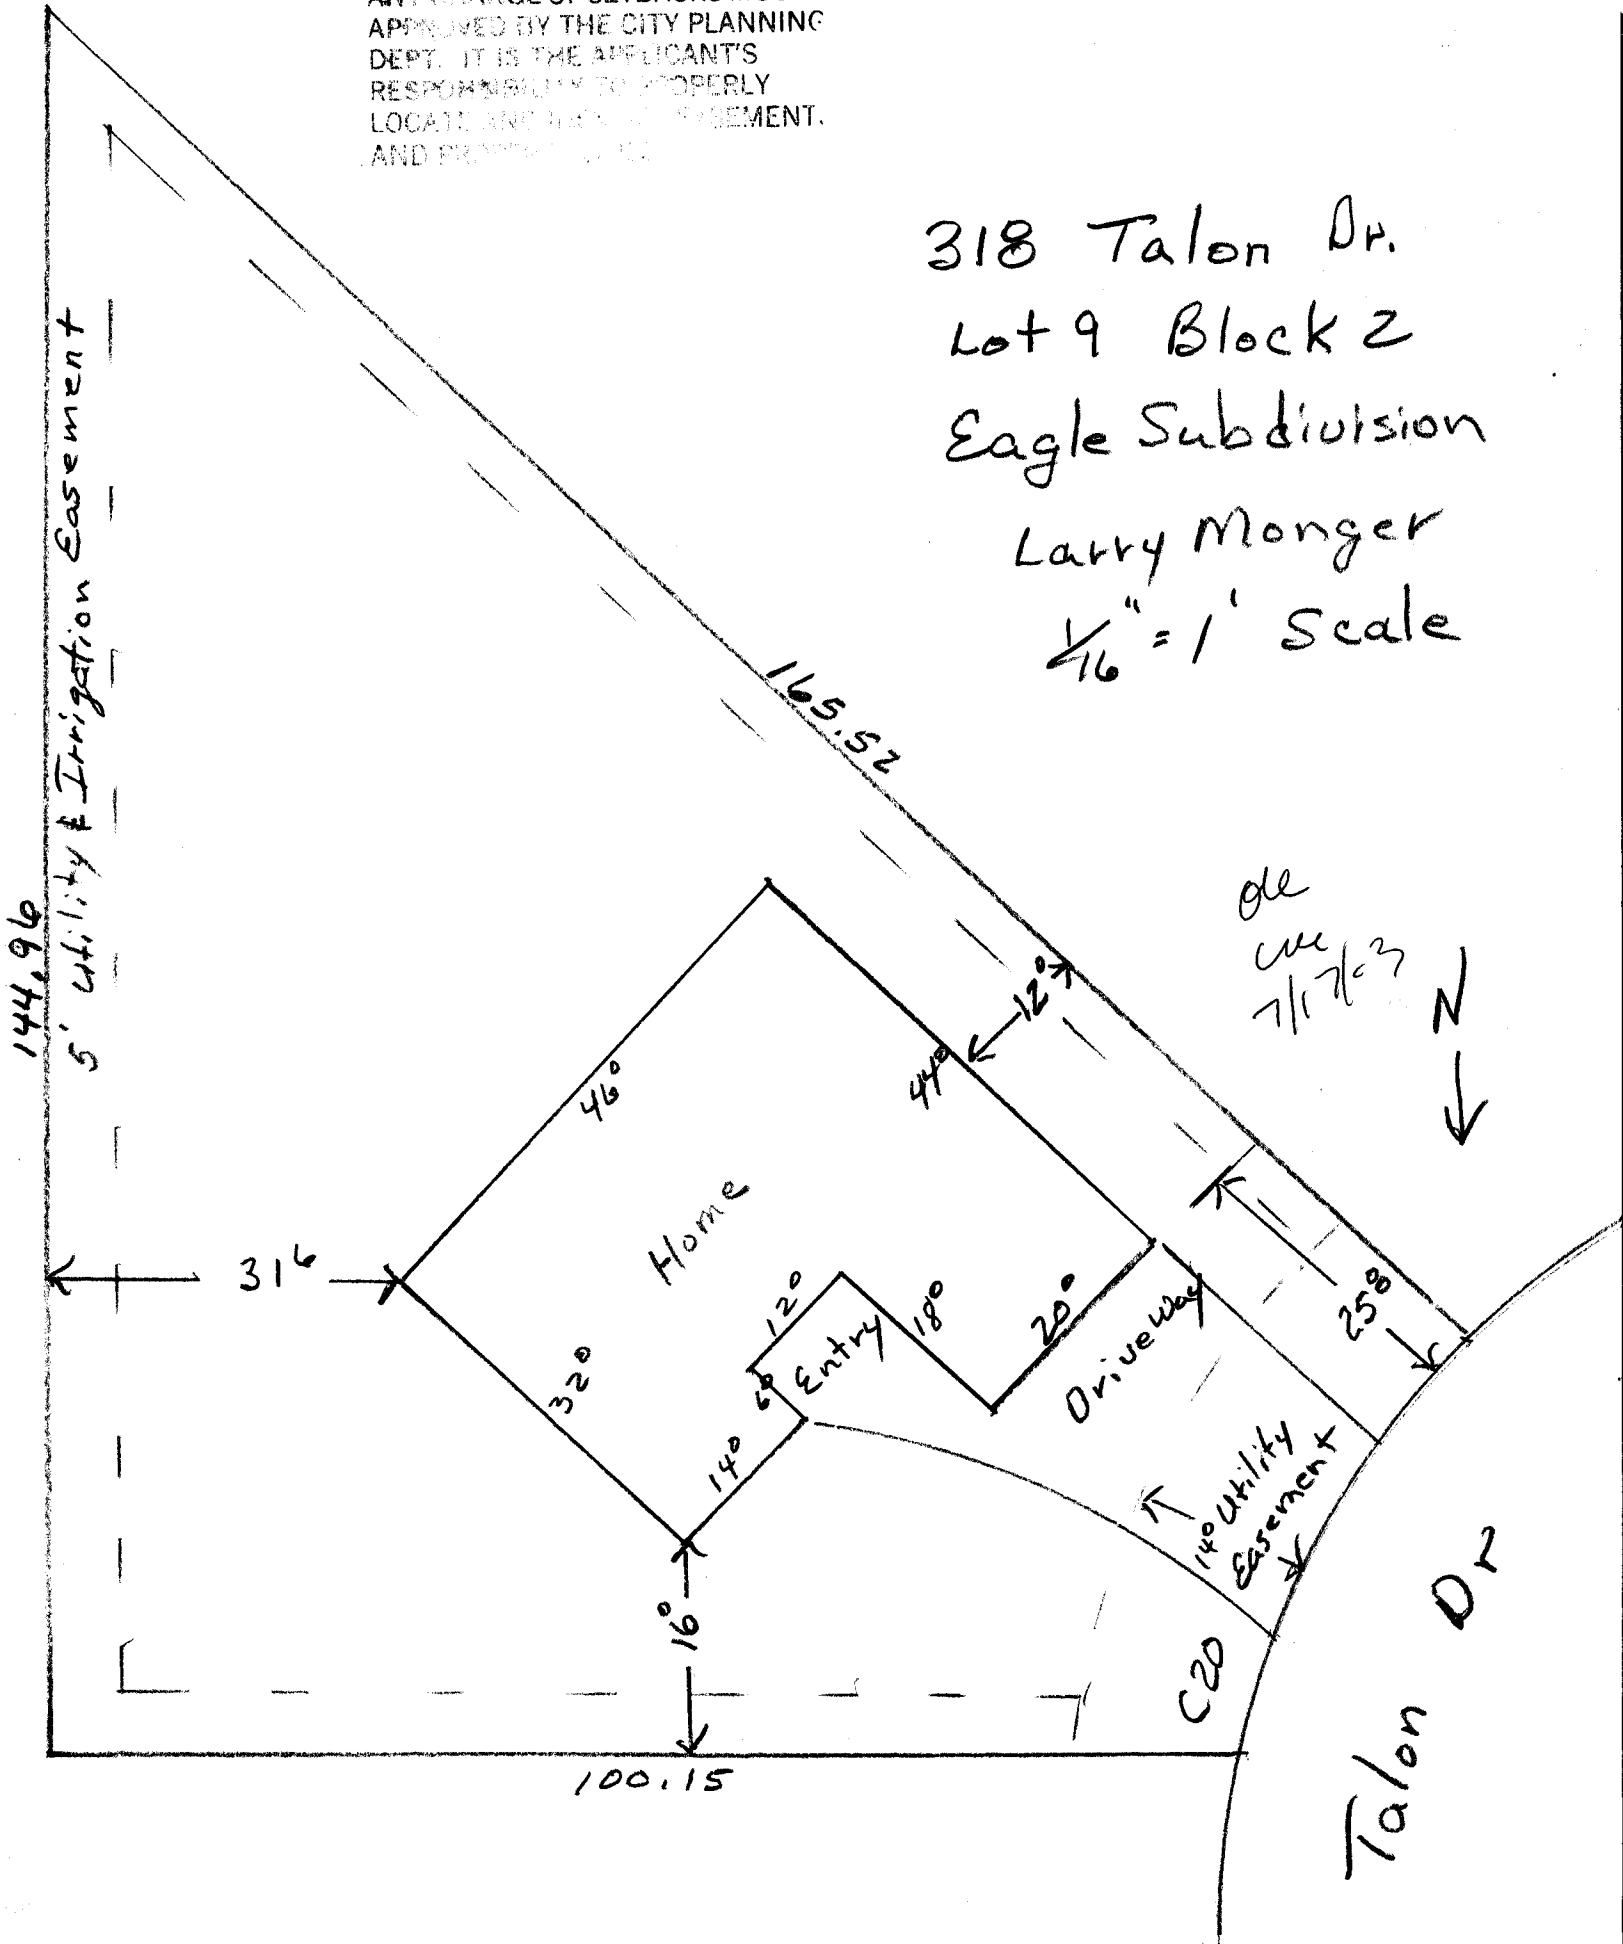 APPROVED BY THE CITY PLANNING
DEPT. IT IS THE APPLICANT'S
RESPONSIBILITY TO PROPERLY
LOCATE AND EASEMENT.
AND
318 Talon Dr.
Lot 9 Block 2
Eagle Subdivision
Larry Monger
1/16" = 1' Scale
165.52
144.96
5' Utility & Irrigation Easement
N
12⁰
44⁰
46⁰
Home
31⁶
32⁰
12⁰
Entry
6⁰
18⁰
20⁰
14⁰
Driveway
25⁰
14⁰ Utility
Easement
16⁰
C20
100.15
Talon Dr